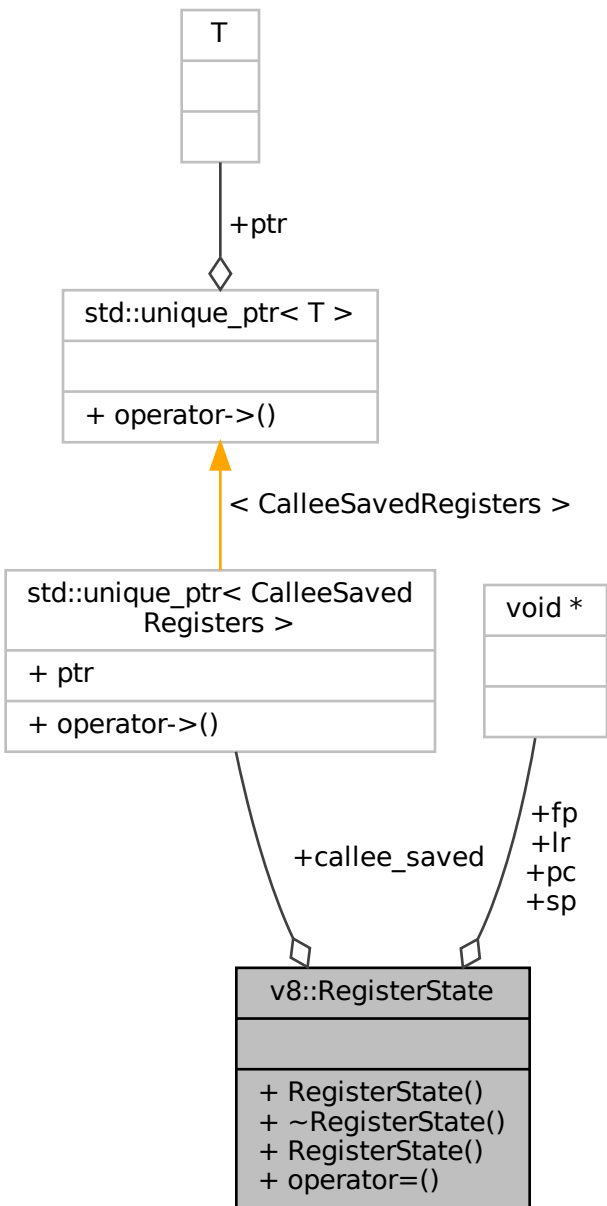 T
+ptr
std::unique_ptr< T >
+ operator->()
< CalleeSavedRegisters >
std::unique_ptr< CalleeSaved
Registers >
+ ptr
+ operator->()
void *
+callee_saved
+fp
+lr
+pc
+sp
v8::RegisterState
+ RegisterState()
+ ~RegisterState()
+ RegisterState()
+ operator=()